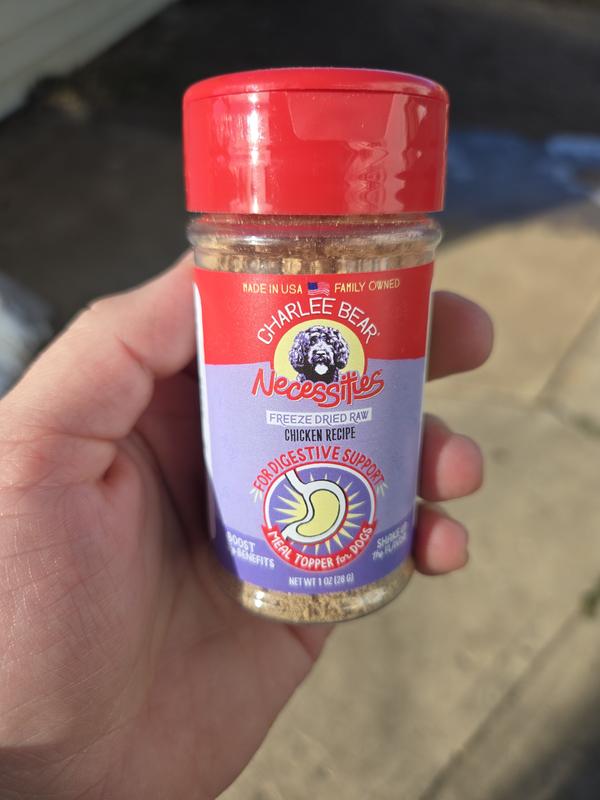 MADE IN USA FAMILY OWNED
CHARLEE BEAR®
Necessities
FREEZE DRIED RAW
CHICKEN RECIPE
FOR DIGESTIVE SUPPORT
MEAL TOPPER for DOGS
BOOST
BENEFITS
SHAKE UP
The FLAVOR
NET WT 1 OZ (28 G)